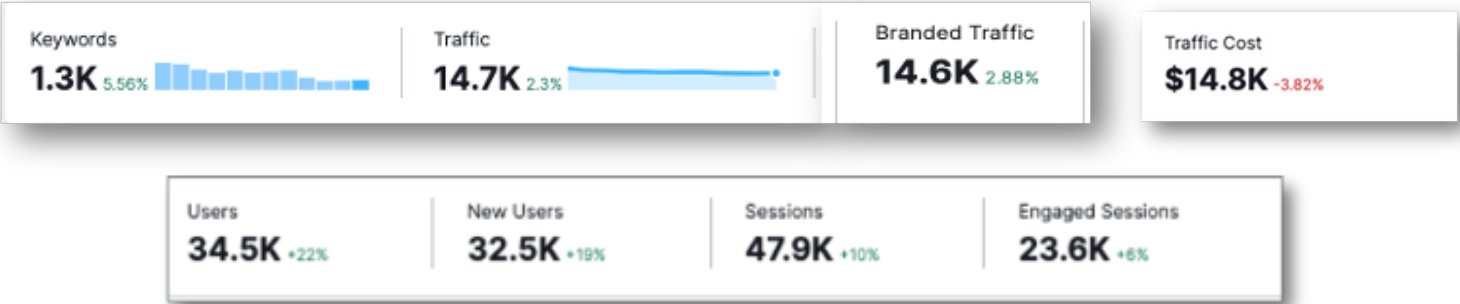 Keywords
1.3K 5.56%
Traffic
14.7K 2.3%
Branded Traffic
14.6K 2.88%
Traffic Cost
$14.8K -3.82%
Users
34.5K +22%
New Users
32.5K +19%
Sessions
47.9K +10%
Engaged Sessions
23.6K +6%